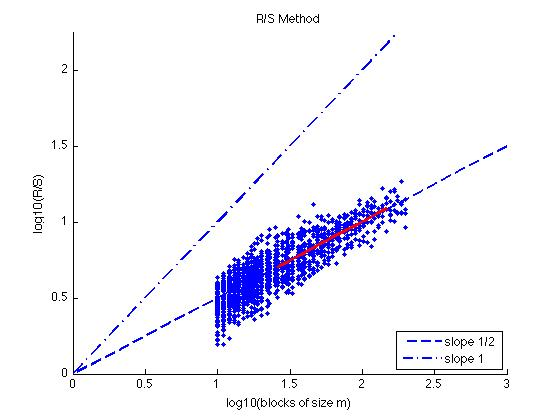 R/S Method
2
1.5
1
0.5
0
log10(R/S)
0
0.5
1
1.5
2
2.5
3
log10(blocks of size m)
slope 1/2
slope 1